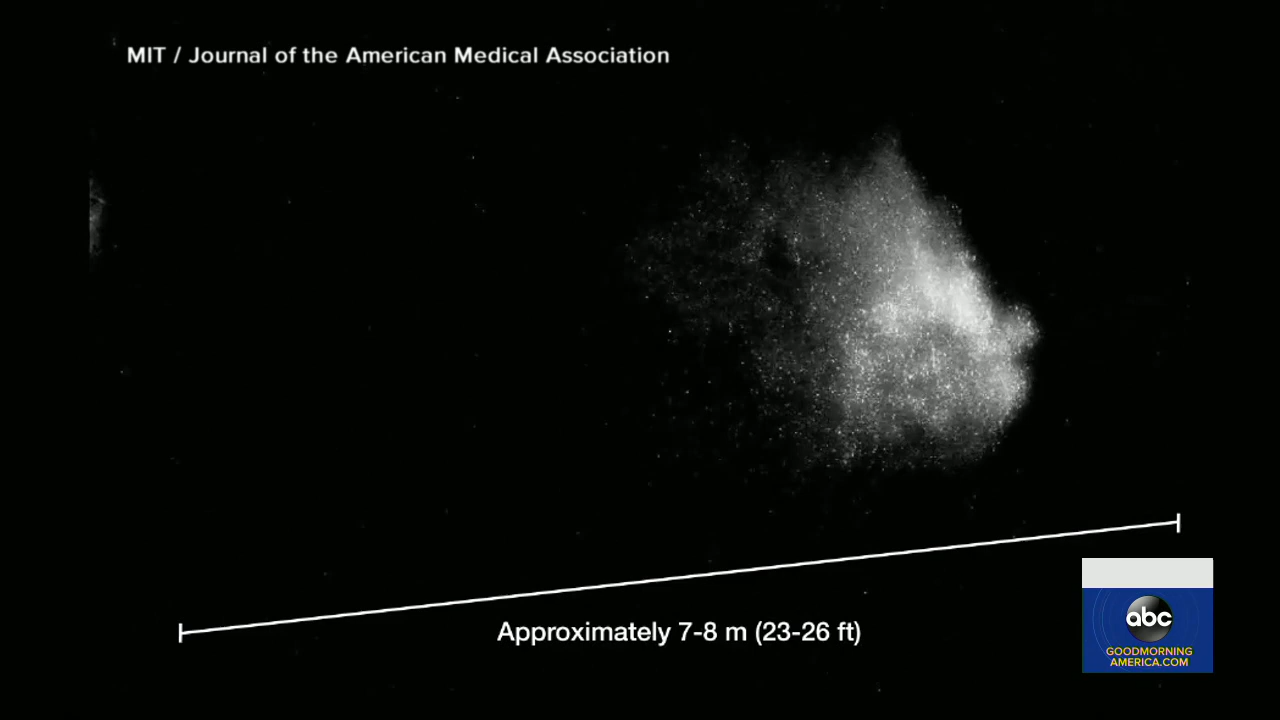 MIT / Journal of the American Medical Association
Approximately 7-8 m (23-26 ft)
abc
GOODMORNING
AMERICA.COM